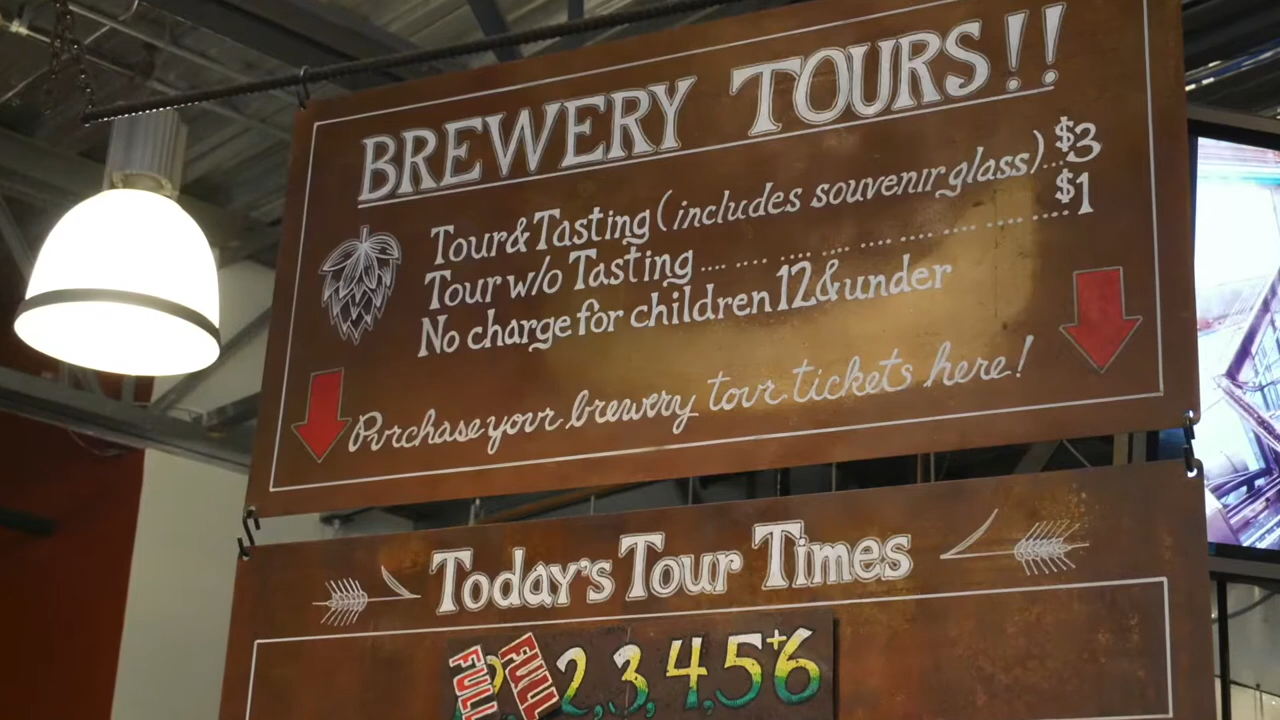 BREWERY TOURS!!
Tour & Tasting (includes souvenir glass)...$3
Tour w/o Tasting .... .... .... .... .... .... .... ....$1
No charge for children 12 & under
Purchase your brewery tour tickets here!
Today's Tour Times
FULL FULL 2, 3, 4, 5+6